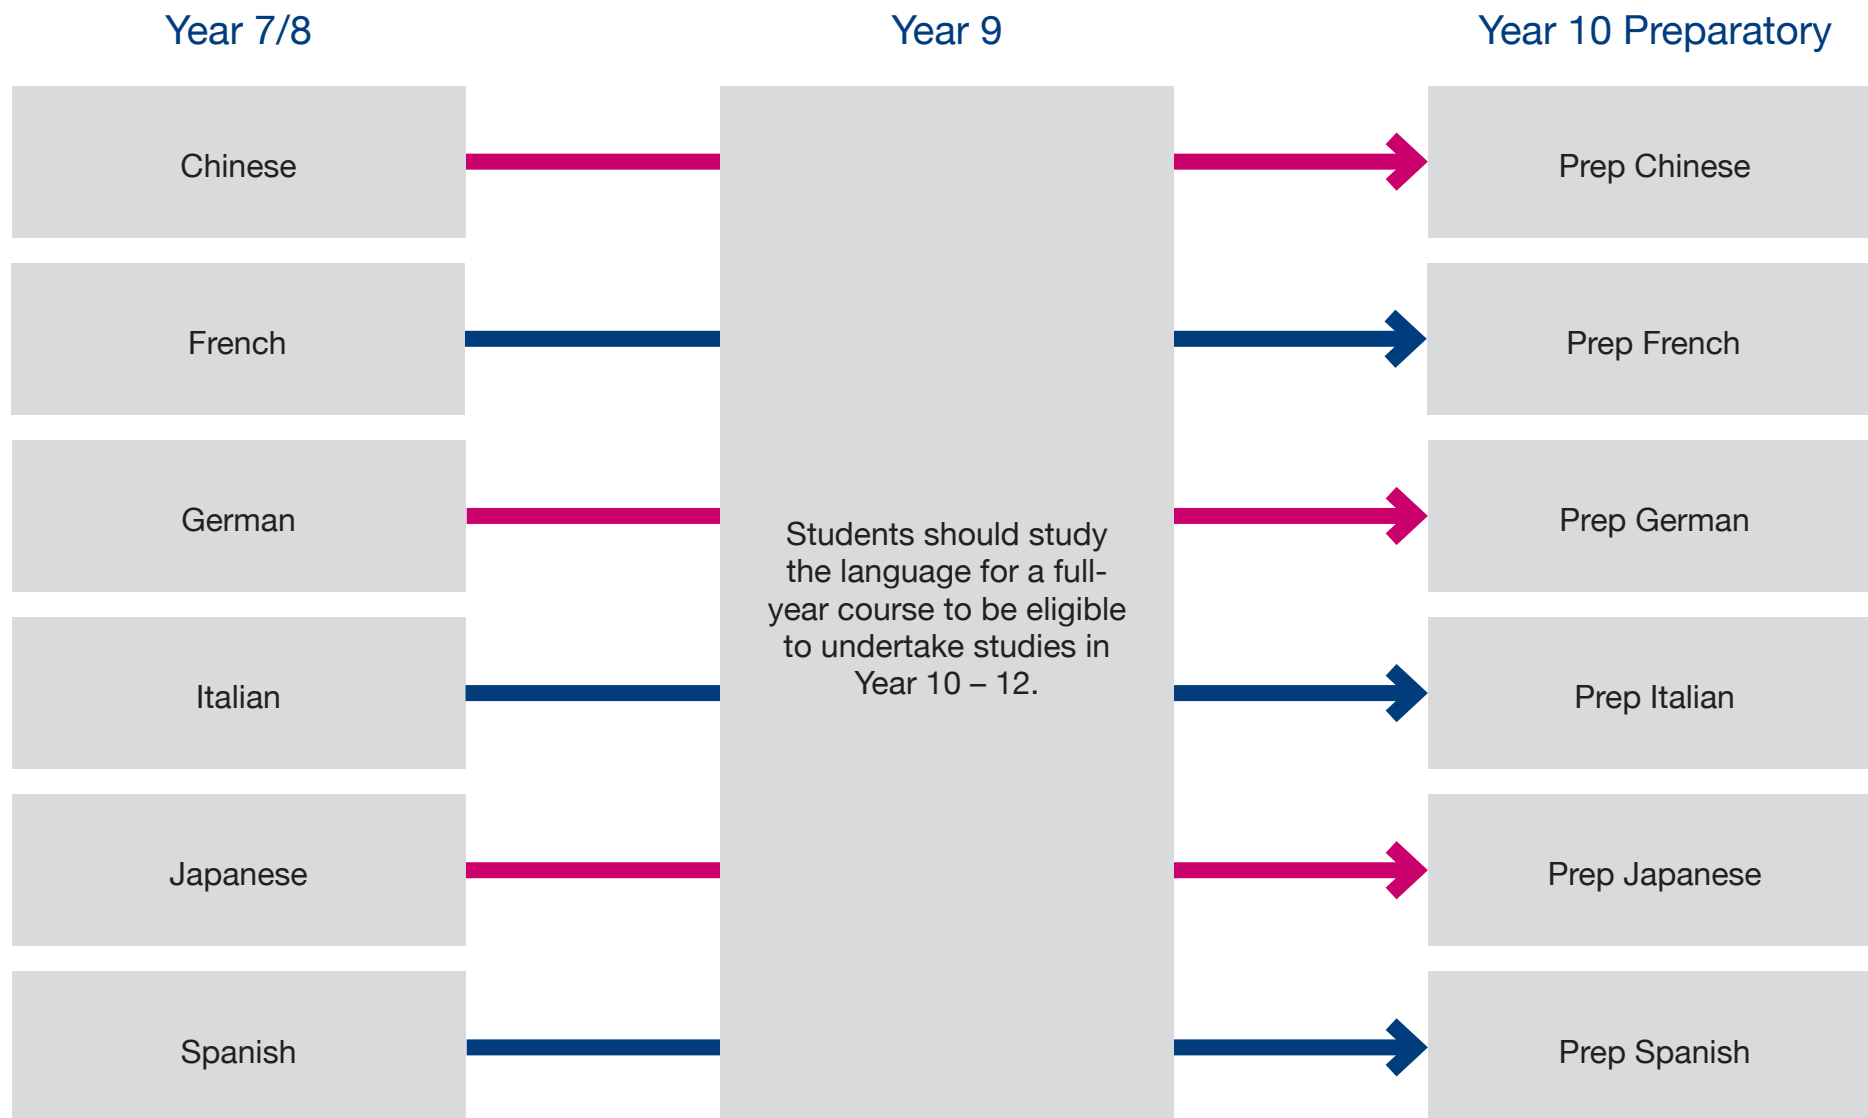 Year 7/8
Year 9
Year 10 Preparatory
Chinese
Prep Chinese
French
Prep French
German
Prep German
Students should study
the language for a full-
year course to be eligible
to undertake studies in
Year 10 – 12.
Italian
Prep Italian
Japanese
Prep Japanese
Spanish
Prep Spanish